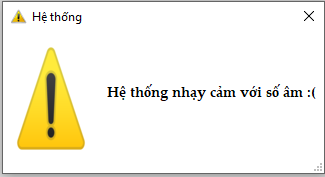 Hệ thống
Hệ thống nhạy cảm với số âm :(